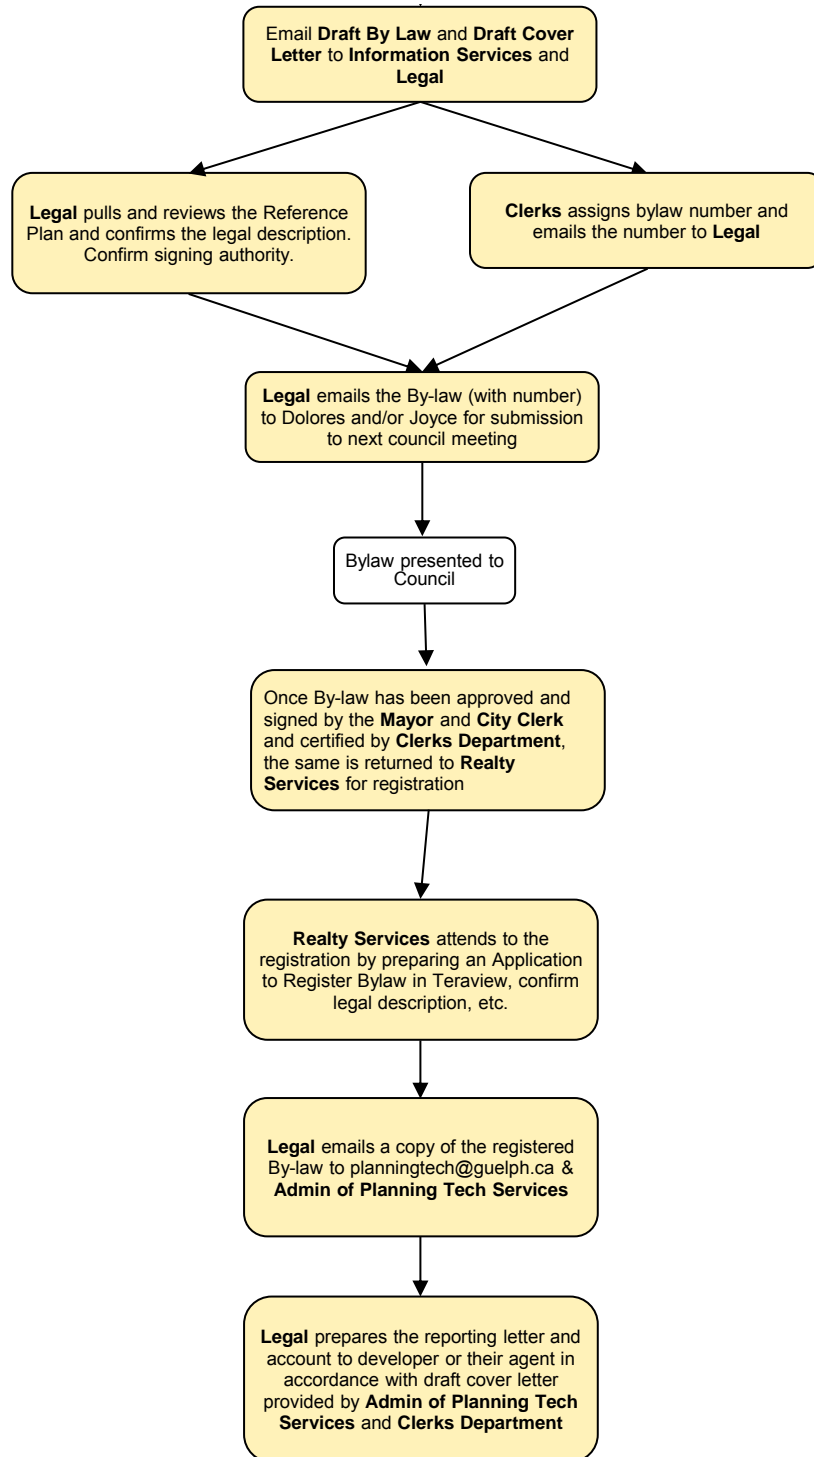 Email Draft By Law and Draft Cover
Letter to Information Services and
Legal
Legal pulls and reviews the Reference
Plan and confirms the legal description.
Confirm signing authority.
Clerks assigns bylaw number and
emails the number to Legal
Legal emails the By-law (with number)
to Dolores and/or Joyce for submission
to next council meeting
Bylaw presented to
Council
Once By-law has been approved and
signed by the Mayor and City Clerk
and certified by Clerks Department,
the same is returned to Realty
Services for registration
Realty Services attends to the
registration by preparing an Application
to Register Bylaw in Teraview, confirm
legal description, etc.
Legal emails a copy of the registered
By-law to planningtech@guelph.ca &
Admin of Planning Tech Services
Legal prepares the reporting letter and
account to developer or their agent in
accordance with draft cover letter
provided by Admin of Planning Tech
Services and Clerks Department